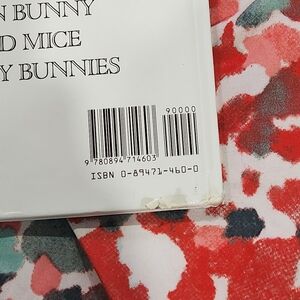 N BUNNY
D MICE
Y BUNNIES
90000
9 780894 714603
ISBN 0-89471-460-0